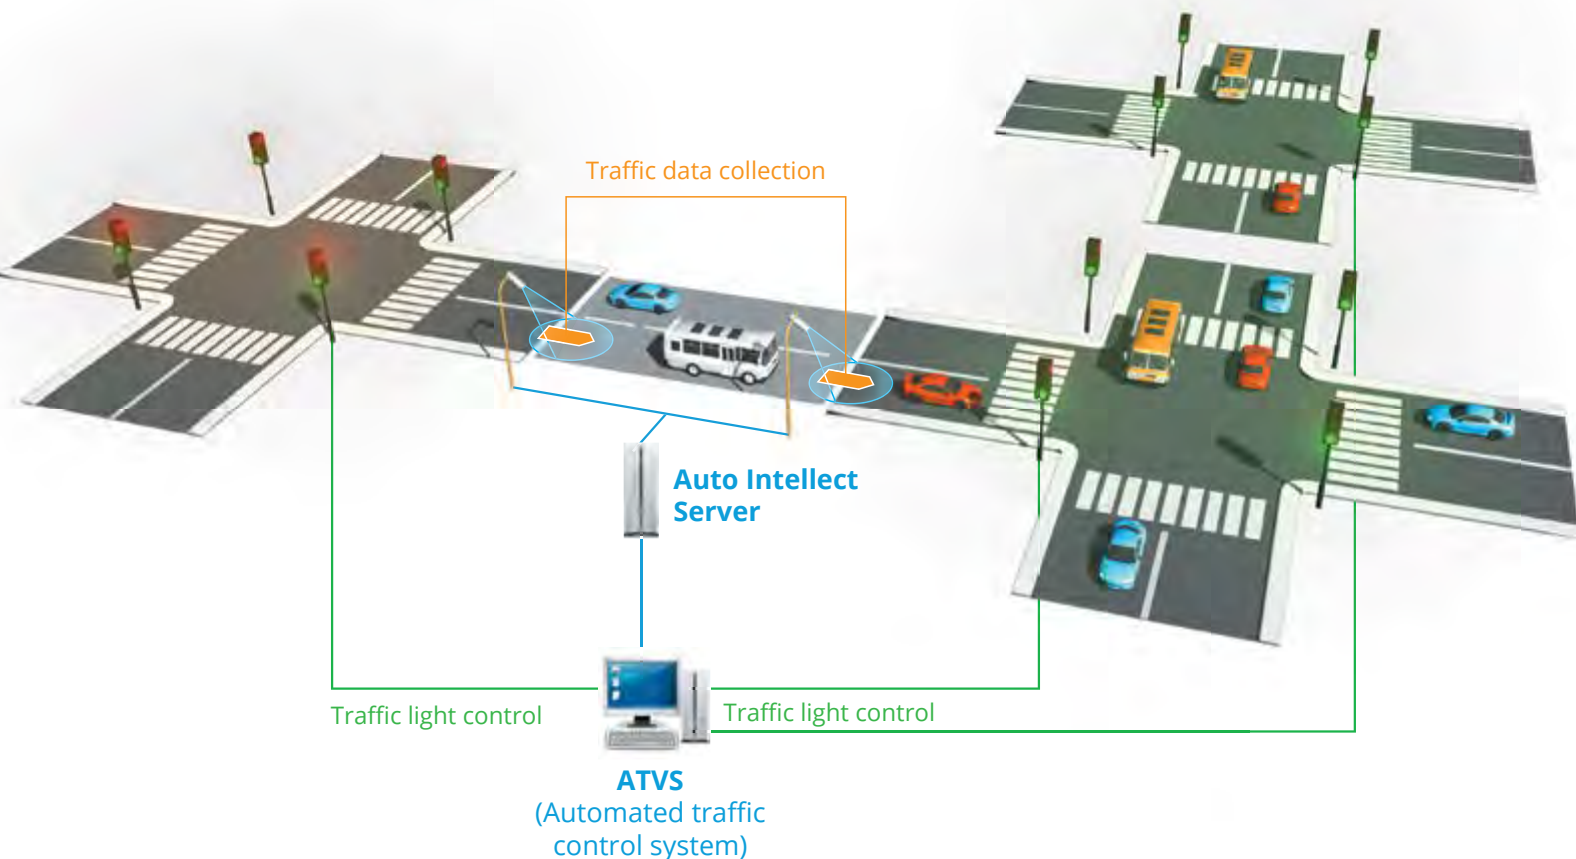 Traffic data collection
Auto Intellect
Server
Traffic light control
Traffic light control
ATVS
(Automated traffic
control system)